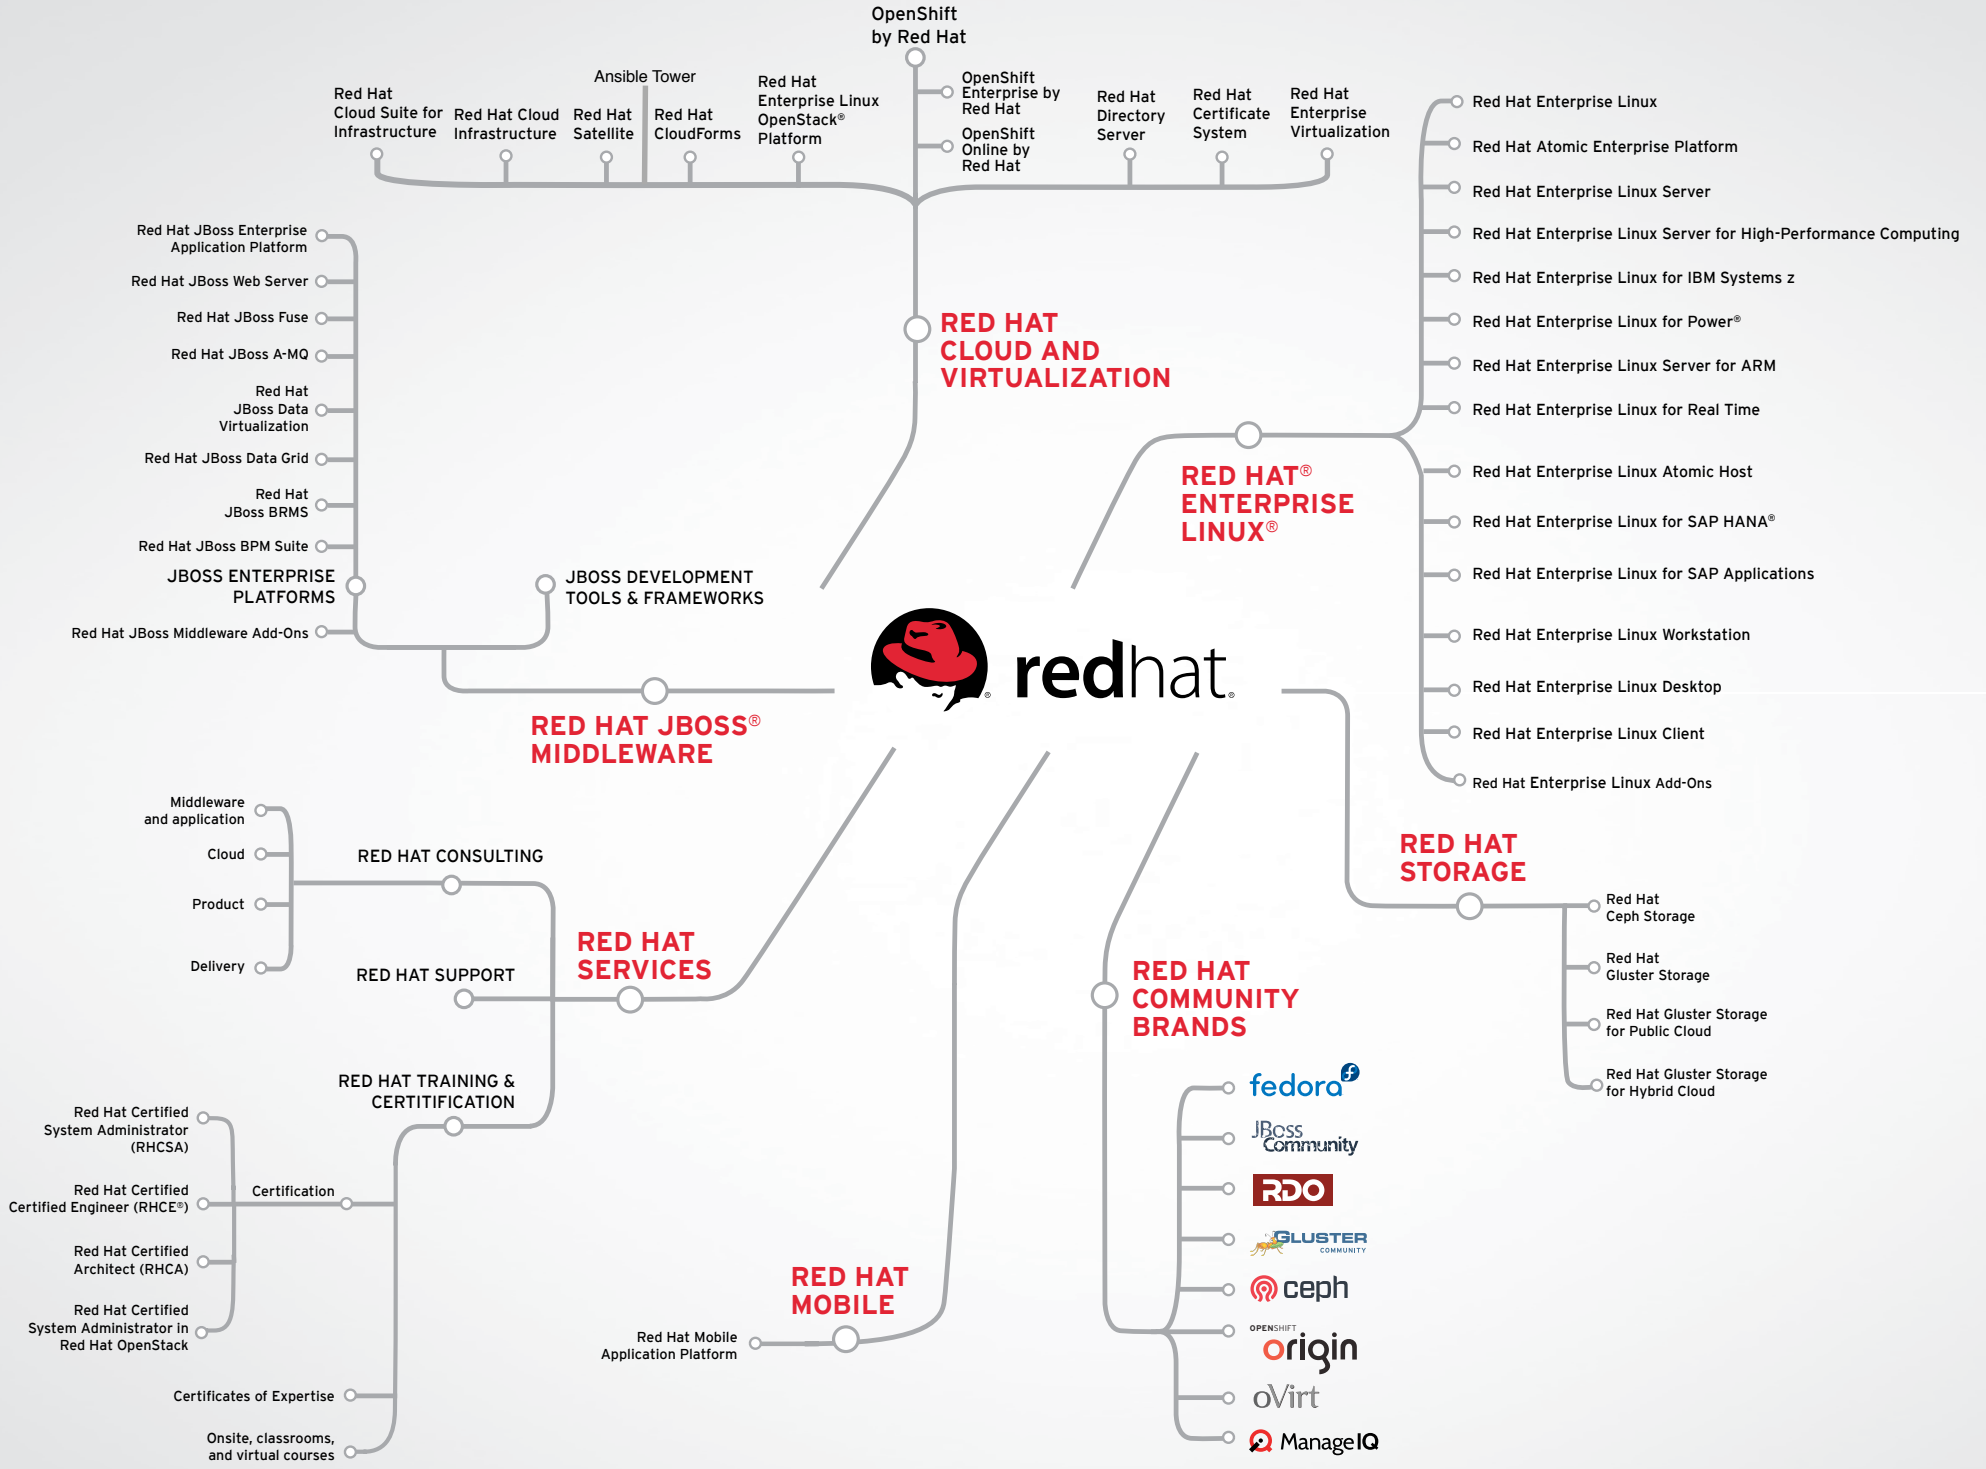 OpenShift
by Red Hat
OpenShift
Enterprise by
Red Hat
OpenShift
Online by
Red Hat
Red Hat
Cloud Suite for
Infrastructure
Red Hat Cloud
Infrastructure
Red Hat
Satellite
Ansible Tower
Red Hat
CloudForms
Red Hat
Enterprise Linux
OpenStack®
Platform
Red Hat
Directory
Server
Red Hat
Certificate
System
Red Hat
Enterprise
Virtualization
RED HAT
CLOUD AND
VIRTUALIZATION
Red Hat Enterprise Linux
Red Hat Atomic Enterprise Platform
Red Hat Enterprise Linux Server
Red Hat Enterprise Linux Server for High-Performance Computing
Red Hat Enterprise Linux for IBM Systems z
Red Hat Enterprise Linux for Power®
Red Hat Enterprise Linux Server for ARM
Red Hat Enterprise Linux for Real Time
RED HAT®
ENTERPRISE
LINUX®
Red Hat Enterprise Linux Atomic Host
Red Hat Enterprise Linux for SAP HANA®
Red Hat Enterprise Linux for SAP Applications
Red Hat Enterprise Linux Workstation
Red Hat Enterprise Linux Desktop
Red Hat Enterprise Linux Client
Red Hat Enterprise Linux Add-Ons
Red Hat JBoss Enterprise
Application Platform
Red Hat JBoss Web Server
Red Hat JBoss Fuse
Red Hat JBoss A-MQ
Red Hat
JBoss Data
Virtualization
Red Hat JBoss Data Grid
Red Hat
JBoss BRMS
Red Hat JBoss BPM Suite
JBOSS ENTERPRISE
PLATFORMS
Red Hat JBoss Middleware Add-Ons
JBOSS DEVELOPMENT
TOOLS & FRAMEWORKS
RED HAT JBOSS®
MIDDLEWARE
® redhat®
Middleware
and application
Cloud
Product
Delivery
RED HAT CONSULTING
RED HAT SUPPORT
RED HAT
SERVICES
RED HAT TRAINING &
CERTITIFICATION
Red Hat Certified
System Administrator
(RHCSA)
Red Hat Certified
Certified Engineer (RHCE®)
Red Hat Certified
Architect (RHCA)
Red Hat Certified
System Administrator in
Red Hat OpenStack
Certification
Certificates of Expertise
Onsite, classrooms,
and virtual courses
RED HAT
MOBILE
Red Hat Mobile
Application Platform
RED HAT
COMMUNITY
BRANDS
fedora
JBoss
Community
RDO
GLUSTER
COMMUNITY
ceph
OPENSHIFT
origin
oVirt
ManageIQ
RED HAT
STORAGE
Red Hat
Ceph Storage
Red Hat
Gluster Storage
Red Hat Gluster Storage
for Public Cloud
Red Hat Gluster Storage
for Hybrid Cloud